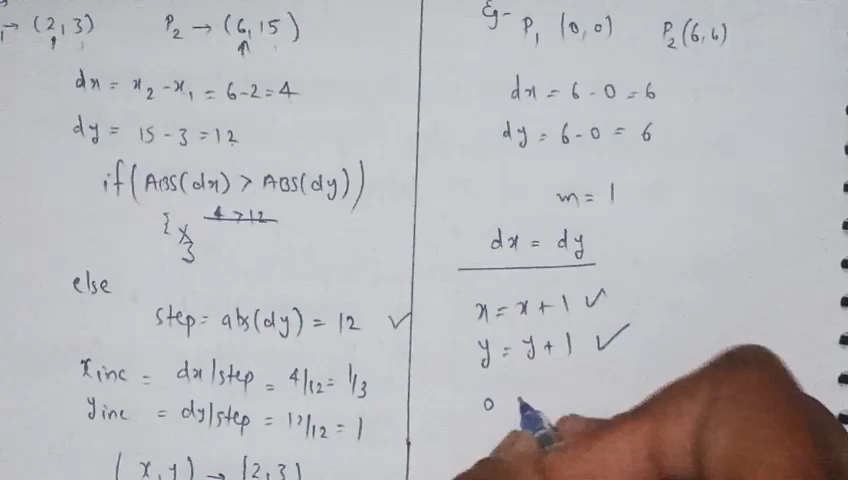 → (2,3) P2 → (6,15)
dx = x2 - x1 = 6-2 = 4
dy = 15 - 3 = 12
if (ABS(dx) > ABS(dy))
{ 4 > 12
}
else
step = abs(dy) = 12 ✓
xinc = dx/step = 4/12 = 1/3
yinc = dy/step = 12/12 = 1
(x,y) → (2,3)
Eg- P1 (0,0) P2(6,6)
dx = 6 - 0 = 6
dy = 6-0 = 6
m = 1
dx = dy
x = x + 1 ✓
y = y + 1 ✓
0